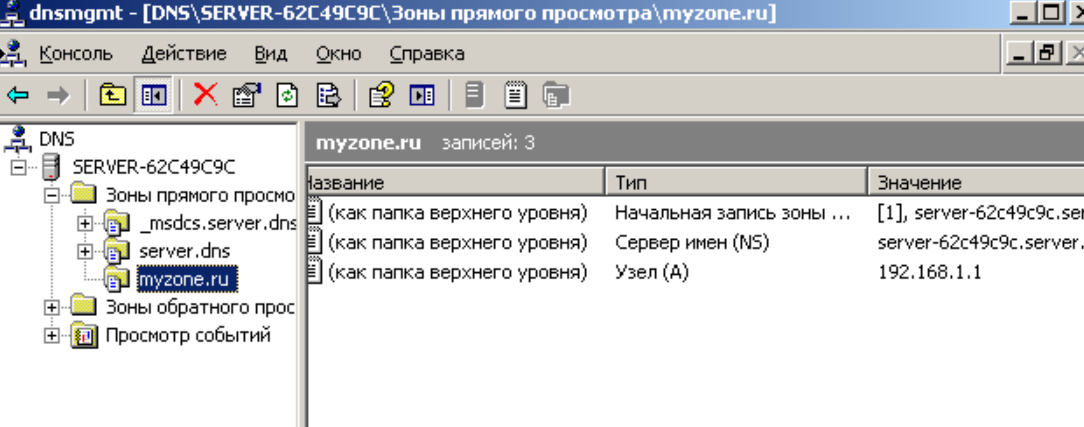 dnsmgmt - [DNS\SERVER-62C49C9C\Зоны прямого просмотра\myzone.ru]
Консоль Действие Вид Окно Справка
DNS
SERVER-62C49C9C
Зоны прямого просмо
_msdcs.server.dns
server.dns
myzone.ru
Зоны обратного прос
Просмотр событий
myzone.ru записей: 3
Название Тип Значение
(как папка верхнего уровня) Начальная запись зоны ... [1], server-62c49c9c.ser
(как папка верхнего уровня) Сервер имен (NS) server-62c49c9c.server.
(как папка верхнего уровня) Узел (A) 192.168.1.1